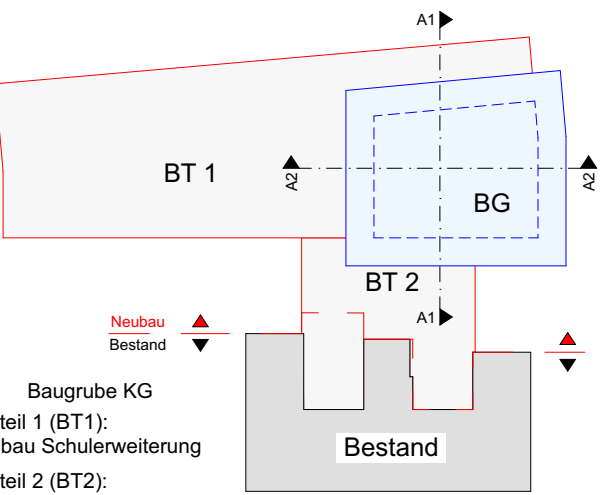 A1
BT 1
A2
A2
BG
BT 2
A1
Neubau
Bestand
Baugrube KG
teil 1 (BT1):
bau Schulerweiterung
teil 2 (BT2):
Bestand